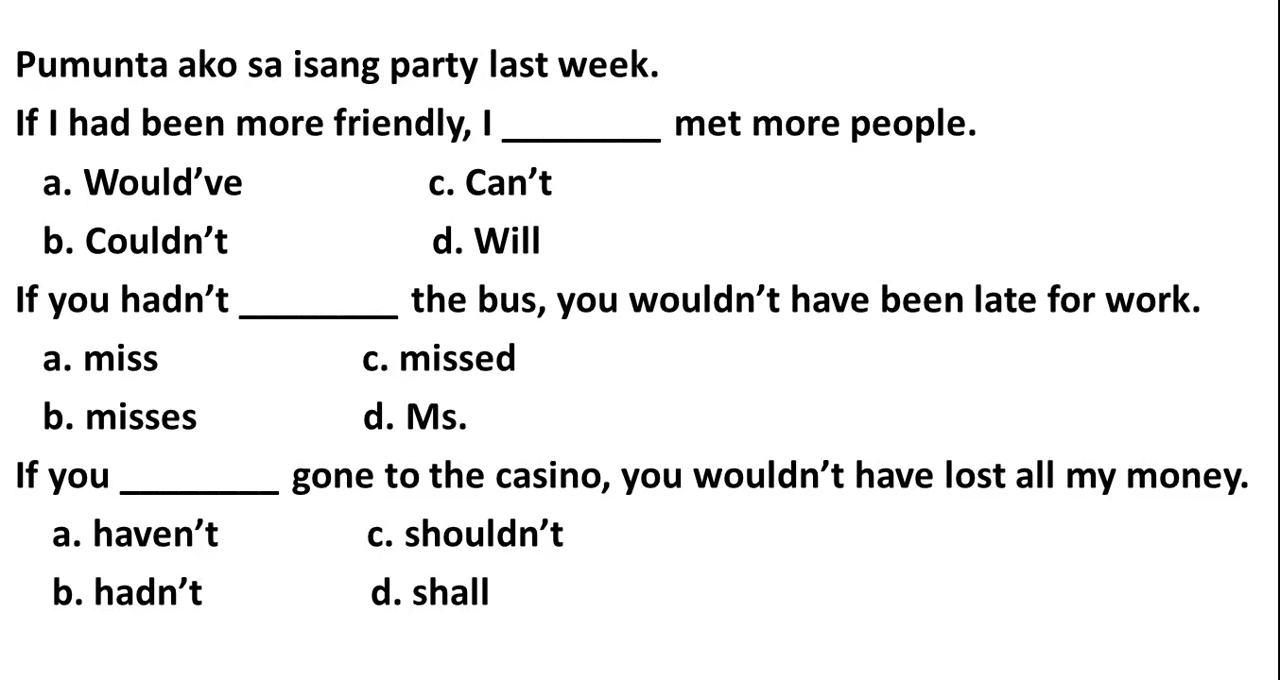 Pumunta ako sa isang party last week.
If I had been more friendly, I ________ met more people.
a. Would’ve c. Can’t
b. Couldn’t d. Will
If you hadn’t ________ the bus, you wouldn’t have been late for work.
a. miss c. missed
b. misses d. Ms.
If you ________ gone to the casino, you wouldn’t have lost all my money.
a. haven’t c. shouldn’t
b. hadn’t d. shall